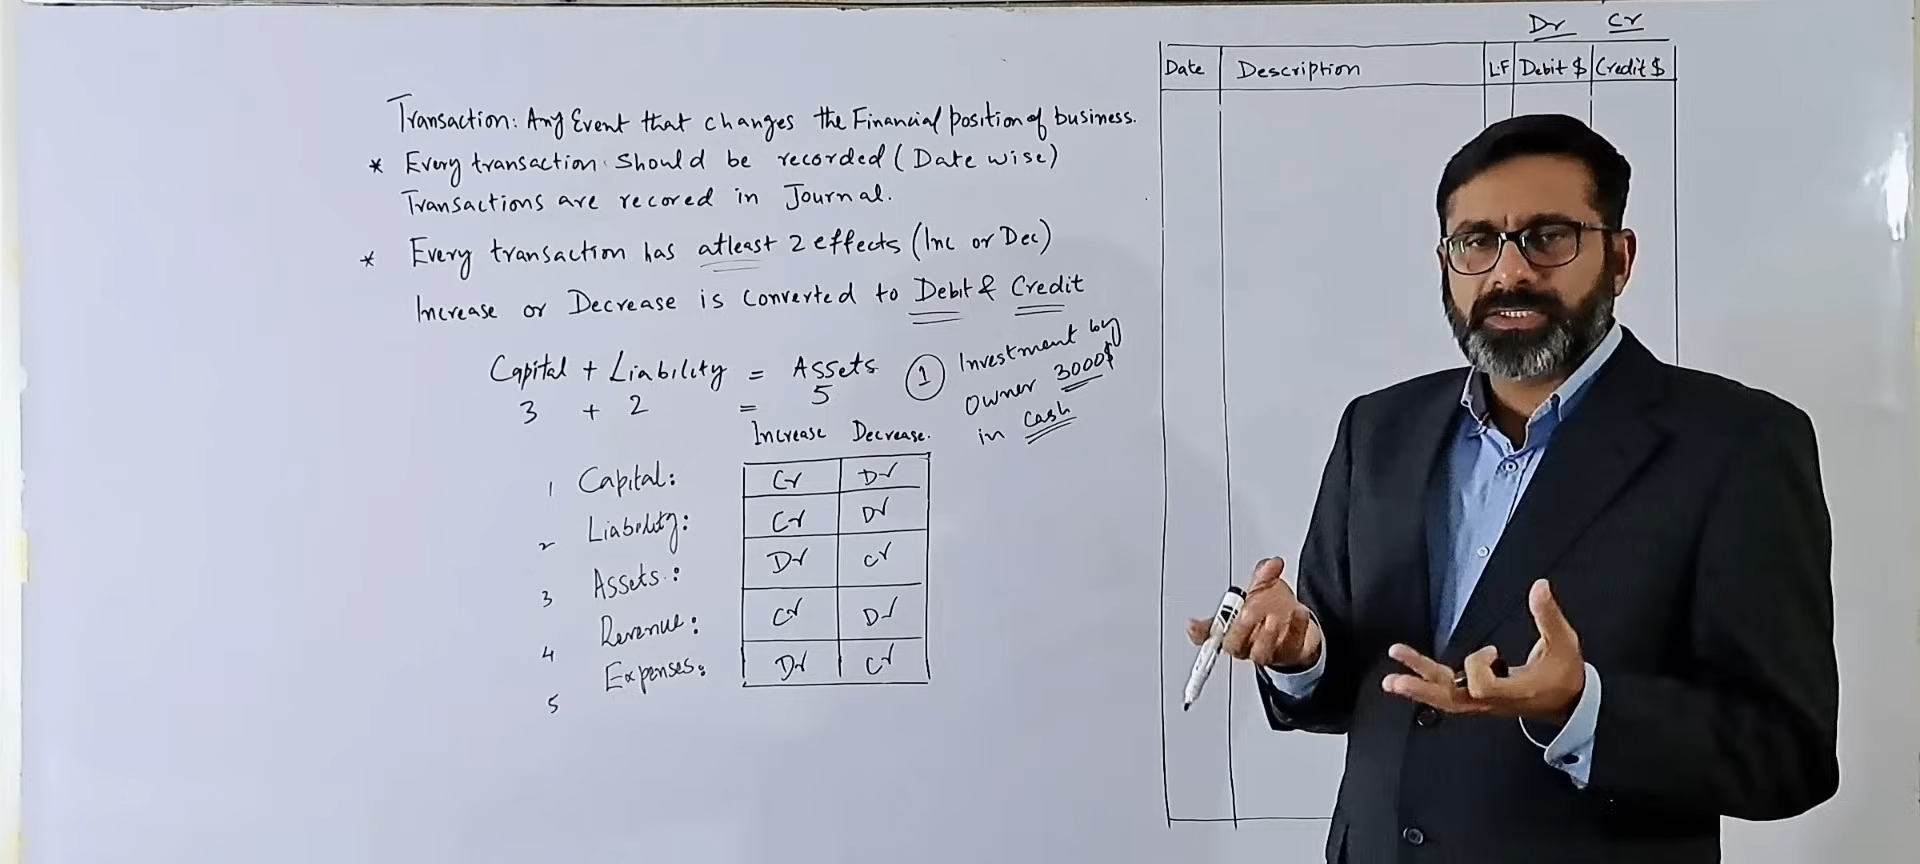 Transaction: Any Event that changes the Financial position of business.
* Every transaction should be recorded (Date wise)
Transactions are recored in Journal.
* Every transaction has atleast 2 effects (Inc or Dec)
Increase or Decrease is converted to Debit & Credit
Capital + Liability = Assets
3 + 2 = 5
① Investment by
owner 3000$
in cash
Increase Decrease.
1 Capital: Cr Dr
2 Liability: Cr Dr
3 Assets: Dr Cr
4 Revenue: Cr Dr
5 Expenses: Dr Cr
Dr Cr
Date Description L.F Debit $ Credit $